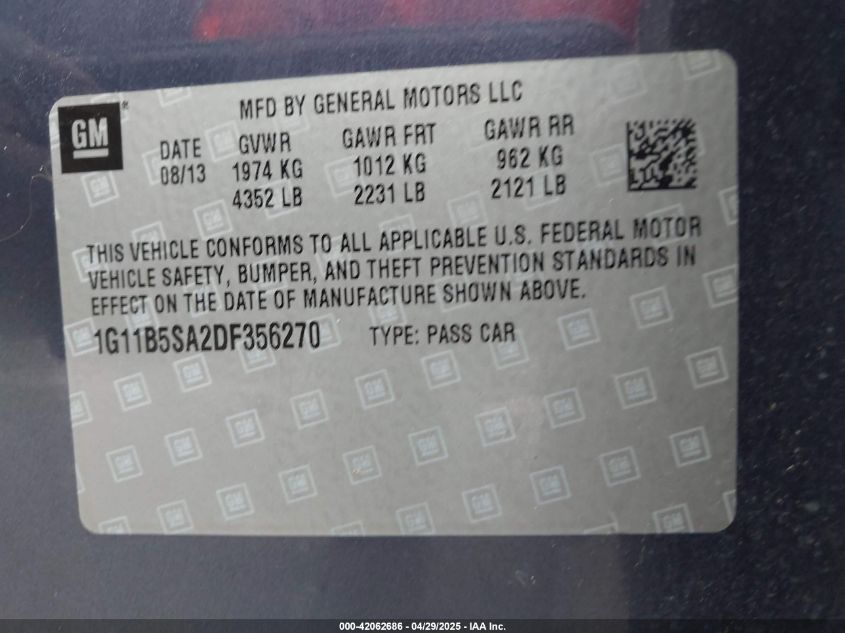 MFD BY GENERAL MOTORS LLC
GM®
DATE GVWR GAWR FRT GAWR RR
08/13 1974 KG 1012 KG 962 KG
4352 LB 2231 LB 2121 LB
THIS VEHICLE CONFORMS TO ALL APPLICABLE U.S. FEDERAL MOTOR
VEHICLE SAFETY, BUMPER, AND THEFT PREVENTION STANDARDS IN
EFFECT ON THE DATE OF MANUFACTURE SHOWN ABOVE.
1G11B5SA2DF356270 TYPE: PASS CAR
000-42062686 - 04/29/2025 - IAA Inc.